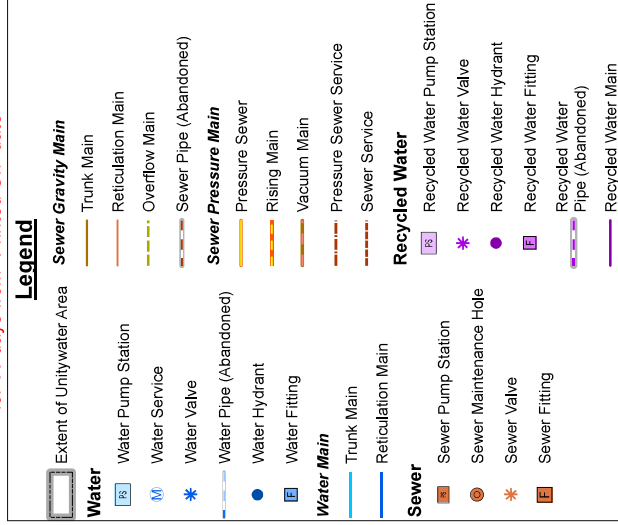 Legend
Extent of Unitywater Area
Water
PS Water Pump Station
M Water Service
Water Valve
Water Pipe (Abandoned)
Water Hydrant
F Water Fitting
Water Main
Trunk Main
Reticulation Main
Sewer
PS Sewer Pump Station
Sewer Maintenance Hole
Sewer Valve
F Sewer Fitting
Sewer Gravity Main
Trunk Main
Reticulation Main
Overflow Main
Sewer Pipe (Abandoned)
Sewer Pressure Main
Pressure Sewer
Rising Main
Vacuum Main
Pressure Sewer Service
Sewer Service
Recycled Water
PS Recycled Water Pump Station
Recycled Water Valve
Recycled Water Hydrant
F Recycled Water Fitting
Recycled Water
Pipe (Abandoned)
Recycled Water Main